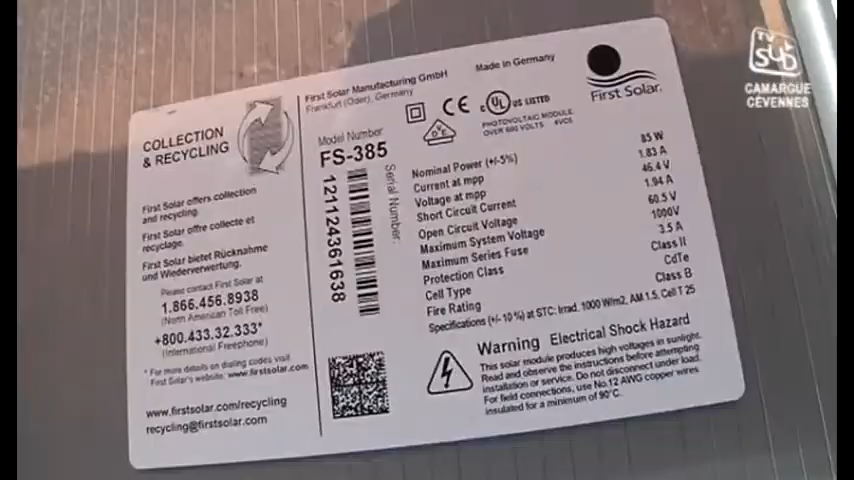 COLLECTION
& RECYCLING
First Solar offers collection
and recycling.
First Solar offre collecte et
recyclage.
First Solar bietet Rücknahme
und Wiederverwertung.
Please contact First Solar at
1.866.456.8938
(North American Toll Free)
+800.433.32.333*
(International Freephone)
* For more details on dialing codes visit
First Solar's website: www.firstsolar.com
www.firstsolar.com/recycling
recycling@firstsolar.com
First Solar Manufacturing GmbH
Frankfurt (Oder), Germany
Made in Germany
CE
c UL US LISTED
PHOTOVOLTAIC MODULE
OVER 600 VOLTS 4VCE
DVE
First Solar.
Model Number
FS-385
Serial Number:
121124361638
Nominal Power (+/-5%) 85 W
Current at mpp 1.83 A
Voltage at mpp 46.4 V
Short Circuit Current 1.94 A
Open Circuit Voltage 60.5 V
Maximum System Voltage 1000V
Maximum Series Fuse 3.5 A
Protection Class Class II
Cell Type CdTe
Fire Rating Class B
Specifications (+/-10 %) at STC: Irrad. 1000 W/m2, AM 1.5, Cell T 25
Warning Electrical Shock Hazard
This solar module produces high voltages in sunlight.
Read and observe the instructions before attempting
installation or service. Do not disconnect under load.
For field connections, use No.12 AWG copper wires
insulated for a minimum of 90°C.
TV
SUD
CAMARGUE
CÉVENNES